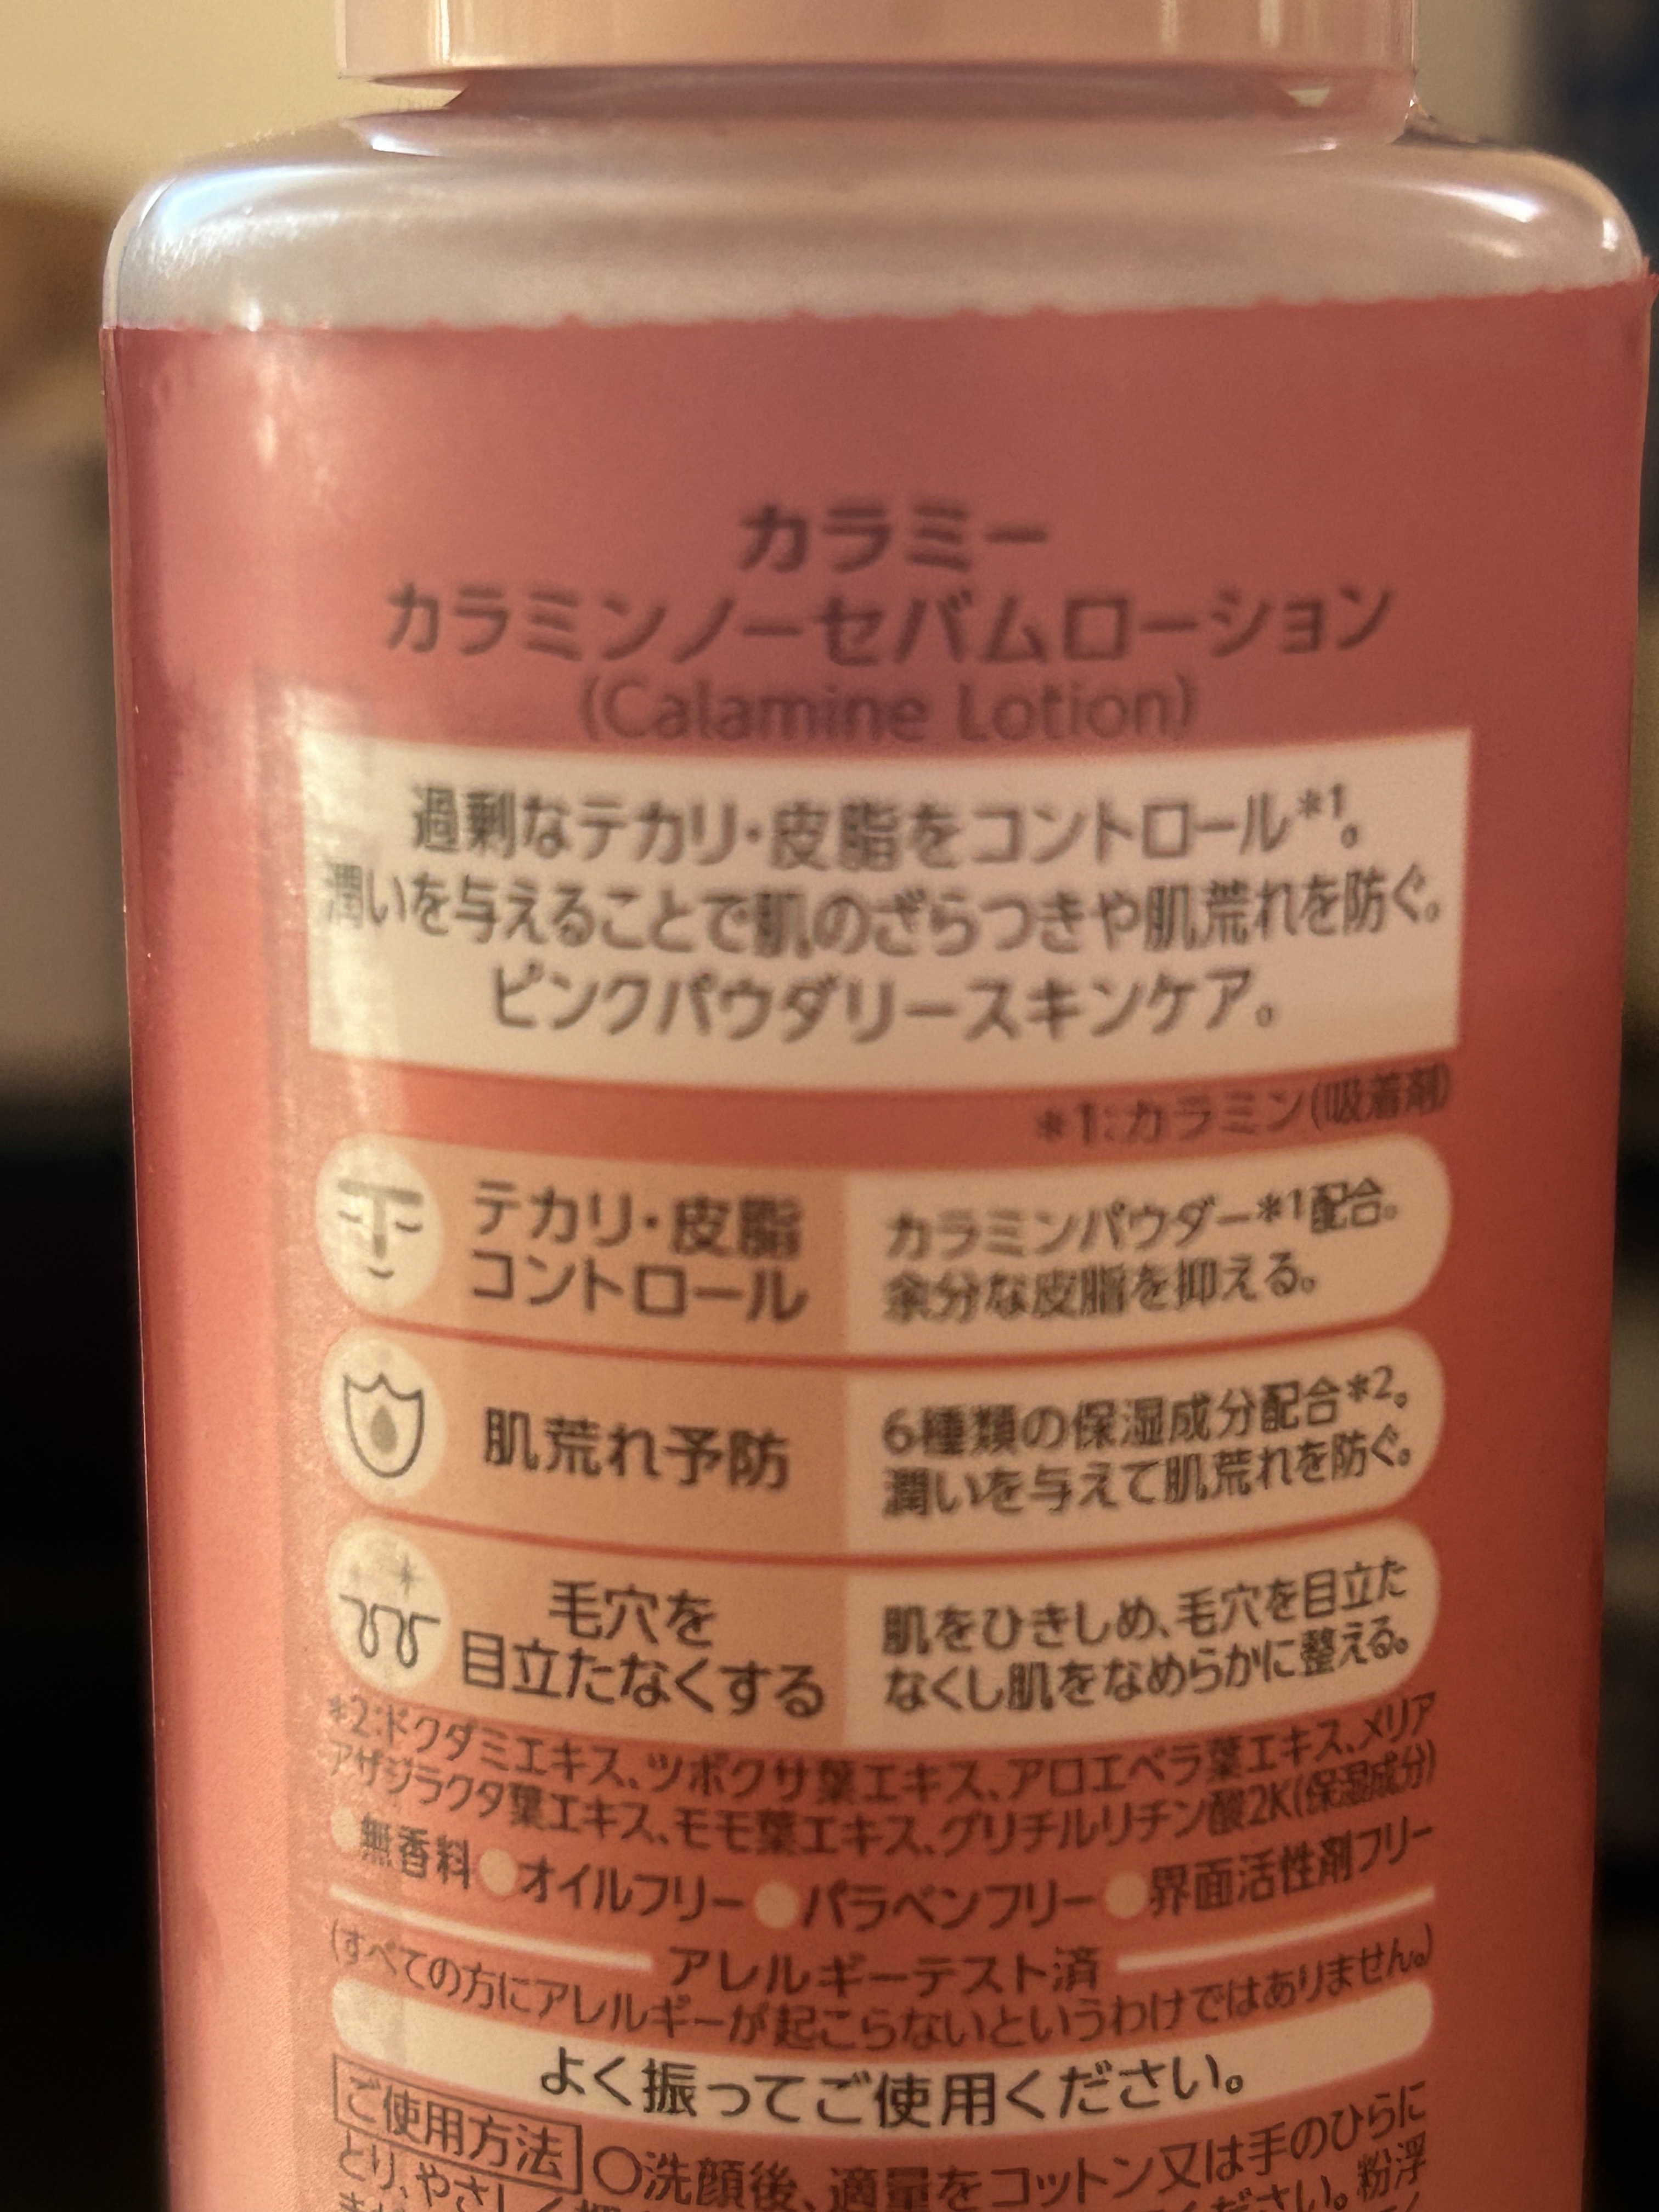 カラミー
カラミンノーセバムローション
(Calamine Lotion)
過剰なテカリ・皮脂をコントロール*1。
潤いを与えることで肌のざらつきや肌荒れを防ぐ。
ピンクパウダリースキンケア。
*1:カラミン(吸着剤)
テカリ・皮脂
コントロール
カラミンパウダー*1配合。
余分な皮脂を抑える。
肌荒れ予防
6種類の保湿成分配合*2。
潤いを与えて肌荒れを防ぐ。
毛穴を
目立たなくする
肌をひきしめ、毛穴を目立た
なくし肌をなめらかに整える。
*2:ドクダミエキス、ツボクサ葉エキス、アロエベラ葉エキス、メリア
アザジラクタ葉エキス、モモ葉エキス、グリチルリチン酸2K(保湿成分)
●無香料●オイルフリー●パラベンフリー●界面活性剤フリー
アレルギーテスト済
(すべての方にアレルギーが起こらないというわけではありません。)
よく振ってご使用ください。
ご使用方法 ○洗顔後、適量をコットン又は手のひらに
とり、やさしく ください。粉浮